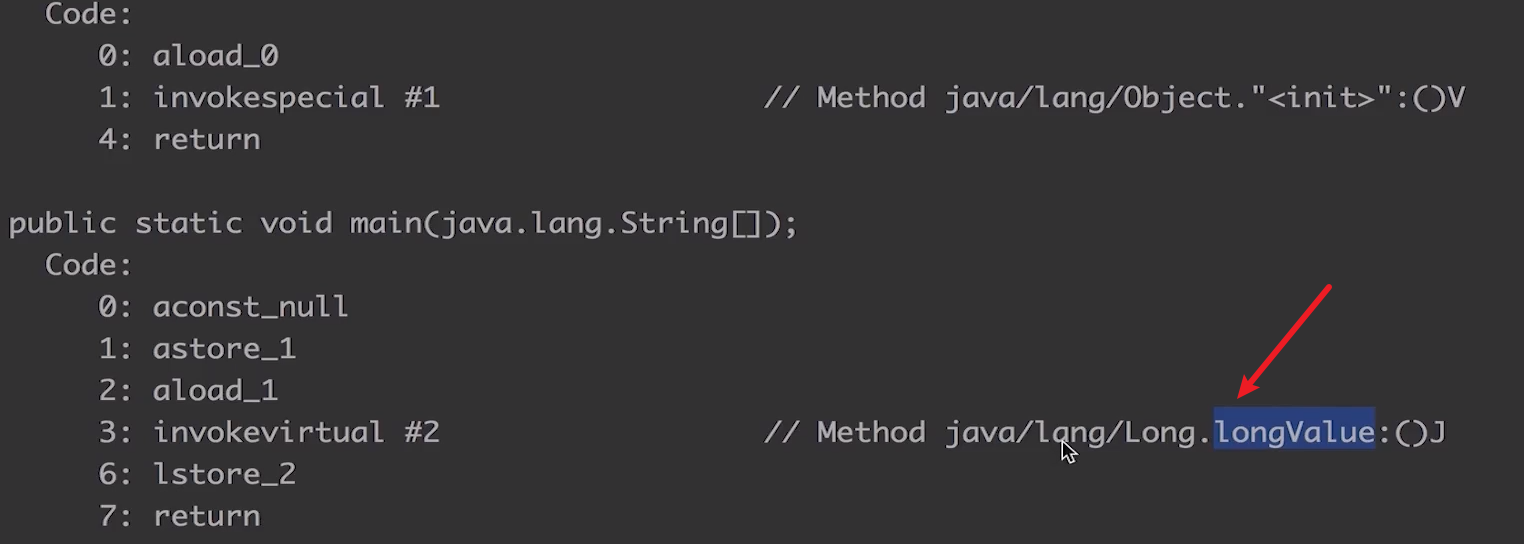 Code:
0: aload_0
1: invokespecial #1 // Method java/lang/Object."<init>":()V
4: return
public static void main(java.lang.String[]);
Code:
0: aconst_null
1: astore_1
2: aload_1
3: invokevirtual #2 // Method java/lang/Long.longValue:()J
6: lstore_2
7: return